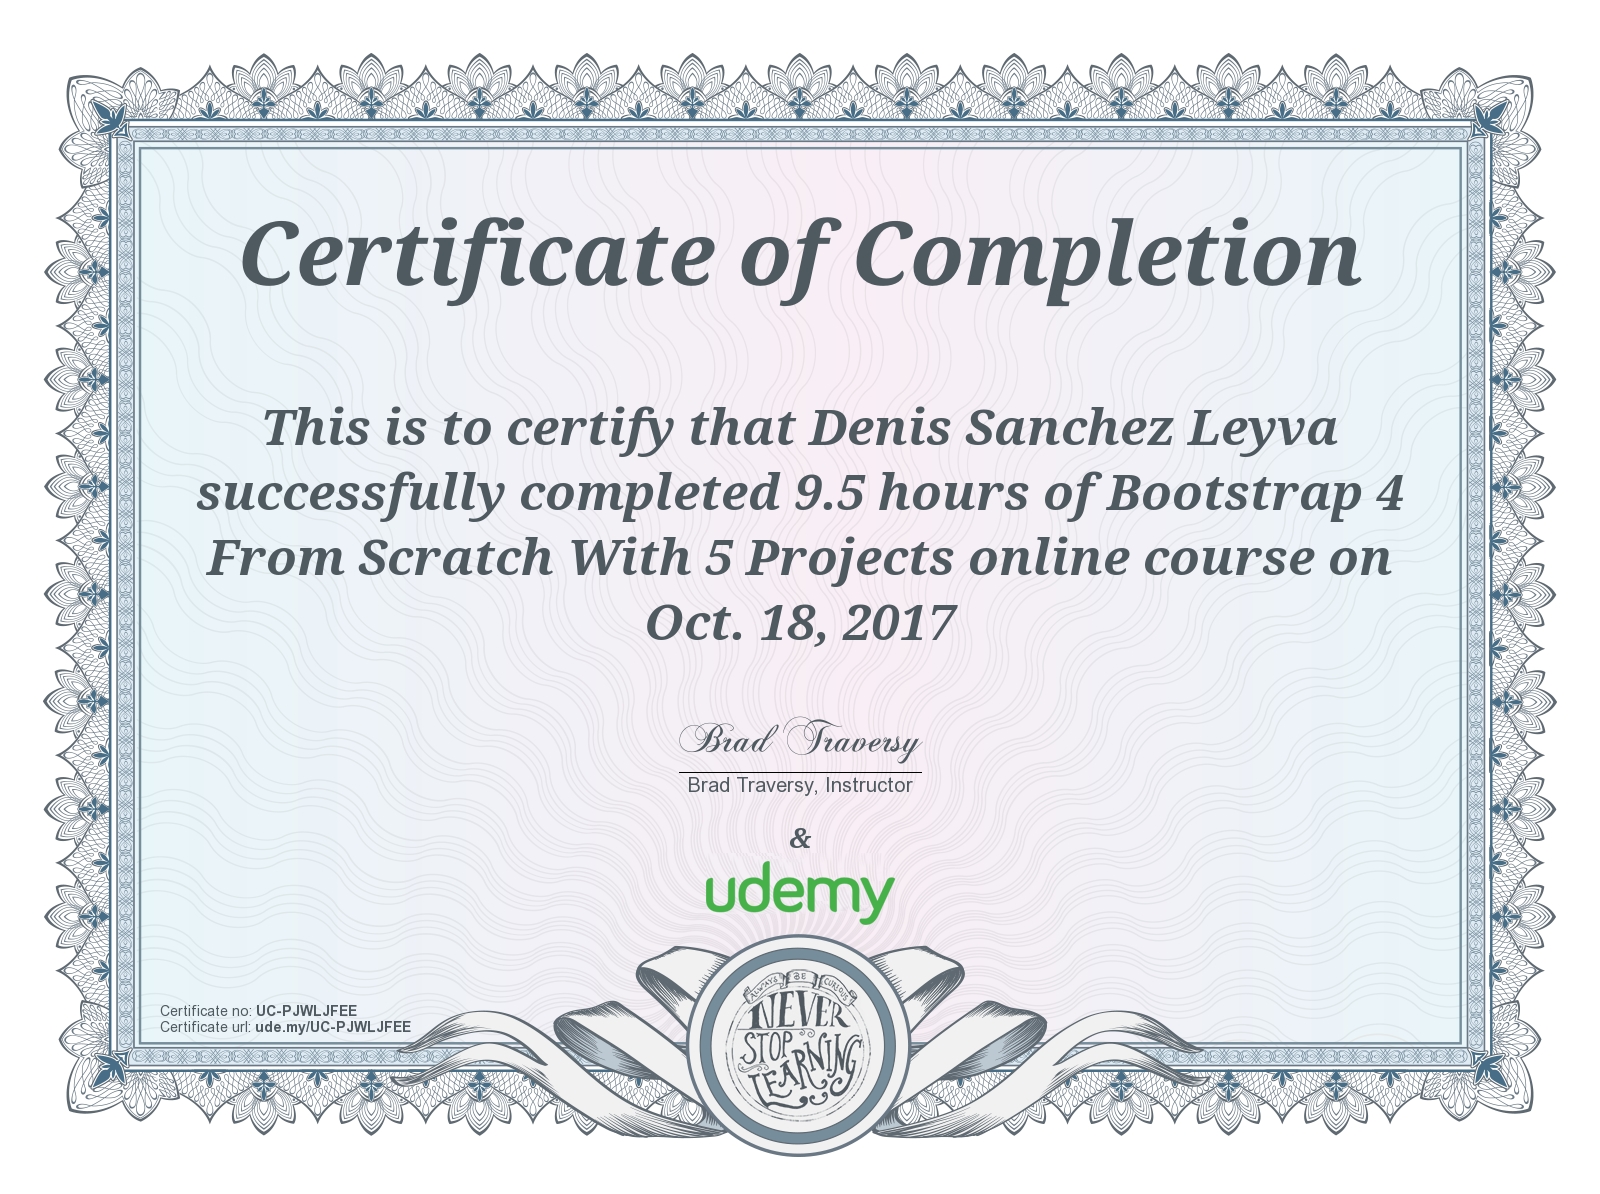 Certificate of Completion
This is to certify that Denis Sanchez Leyva
successfully completed 9.5 hours of Bootstrap 4
From Scratch With 5 Projects online course on
Oct. 18, 2017
Brad Traversy
Brad Traversy, Instructor
&
udemy
Certificate no: UC-PJWLJFEE
Certificate url: ude.my/UC-PJWLJFEE
ALWAYS BE CURIOUS
NEVER
STOP
LEARNING